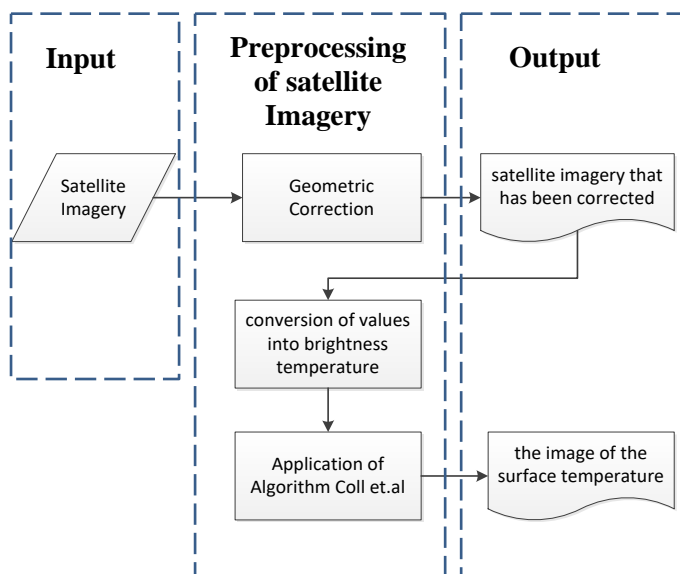 Input
Preprocessing
of satellite
Imagery
Output
Satellite
Imagery
Geometric
Correction
satellite imagery that
has been corrected
conversion of values
into brightness
temperature
Application of
Algorithm Coll et.al
the image of the
surface temperature